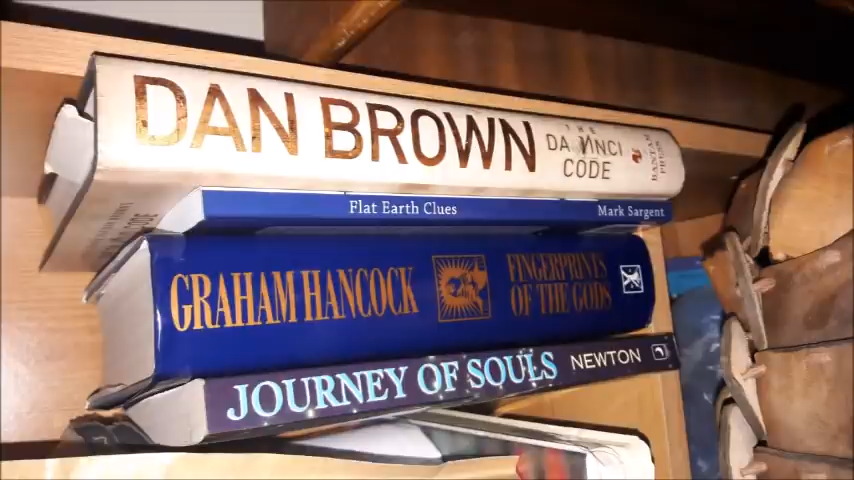 DAN BROWN
THE
DA VINCI
CODE
BANTAM
PRESS
Flat Earth Clues
Mark Sargent
GRAHAM HANCOCK
FINGERPRINTS
OF THE GODS
JOURNEY OF SOULS
NEWTON